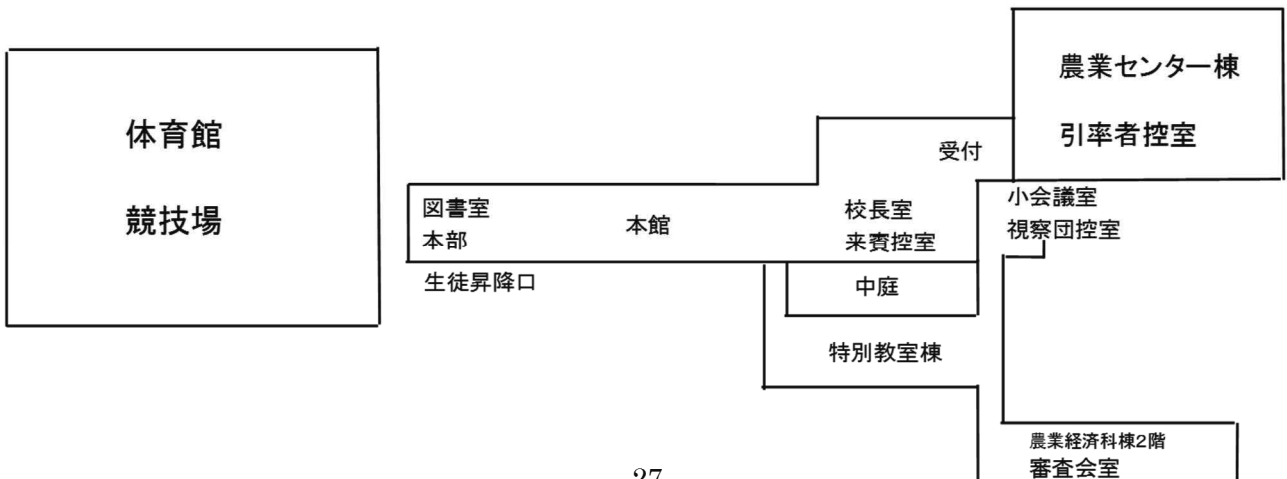 農業センター棟
引率者控室
体育館
競技場
受付
図書室
本部
本館
校長室
来賓控室
小会議室
視察団控室
生徒昇降口
中庭
特別教室棟
農業経済科棟2階
審査会室
27